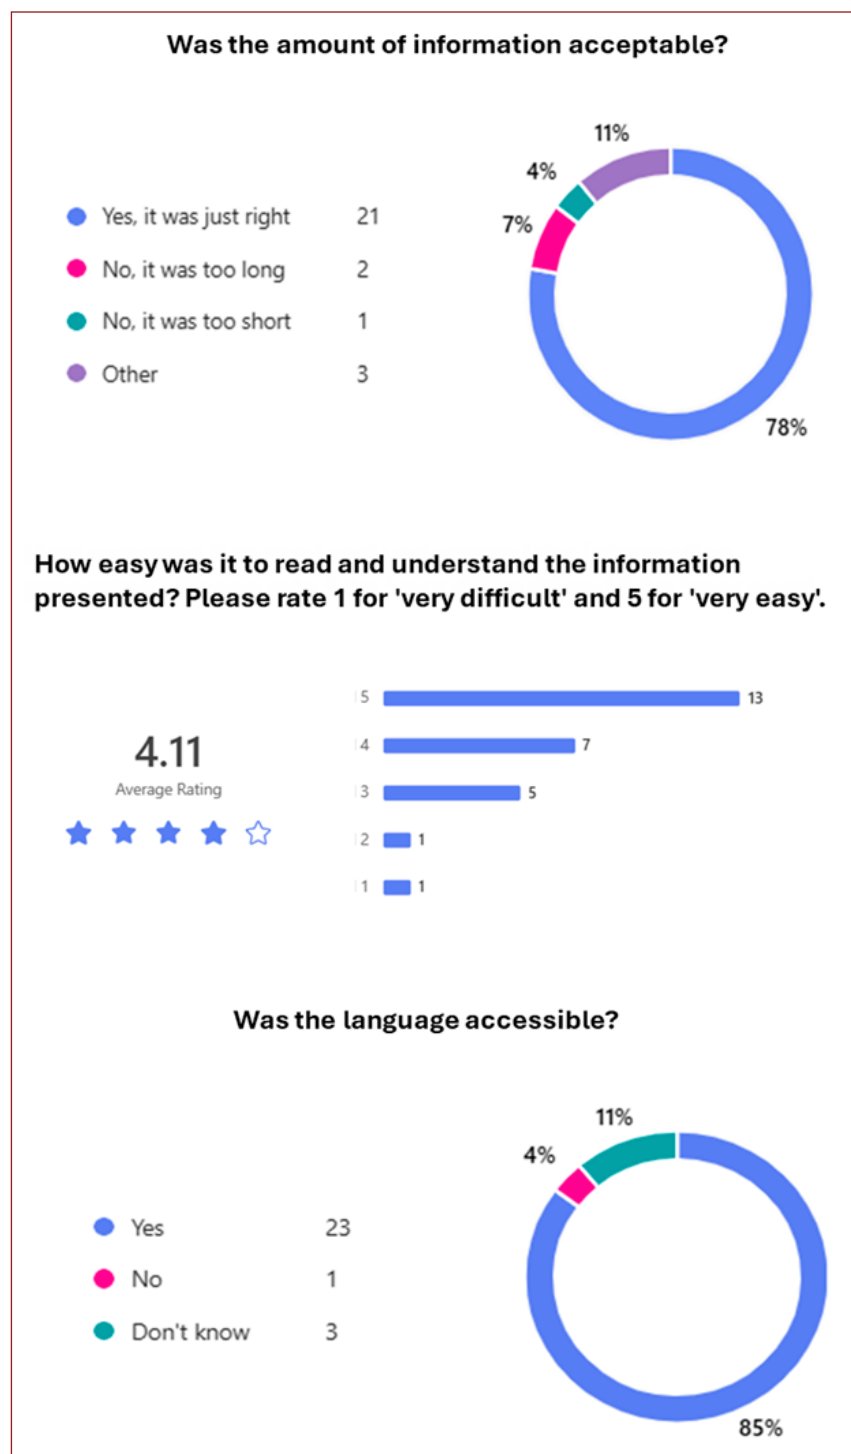 Was the amount of information acceptable?
11%
4%
7%
Yes, it was just right 21
No, it was too long 2
No, it was too short 1
Other 3
78%
How easy was it to read and understand the information
presented? Please rate 1 for 'very difficult' and 5 for 'very easy'.
4.11
Average Rating
5 13
4 7
3 5
2 1
1 1
Was the language accessible?
11%
4%
Yes 23
No 1
Don't know 3
85%